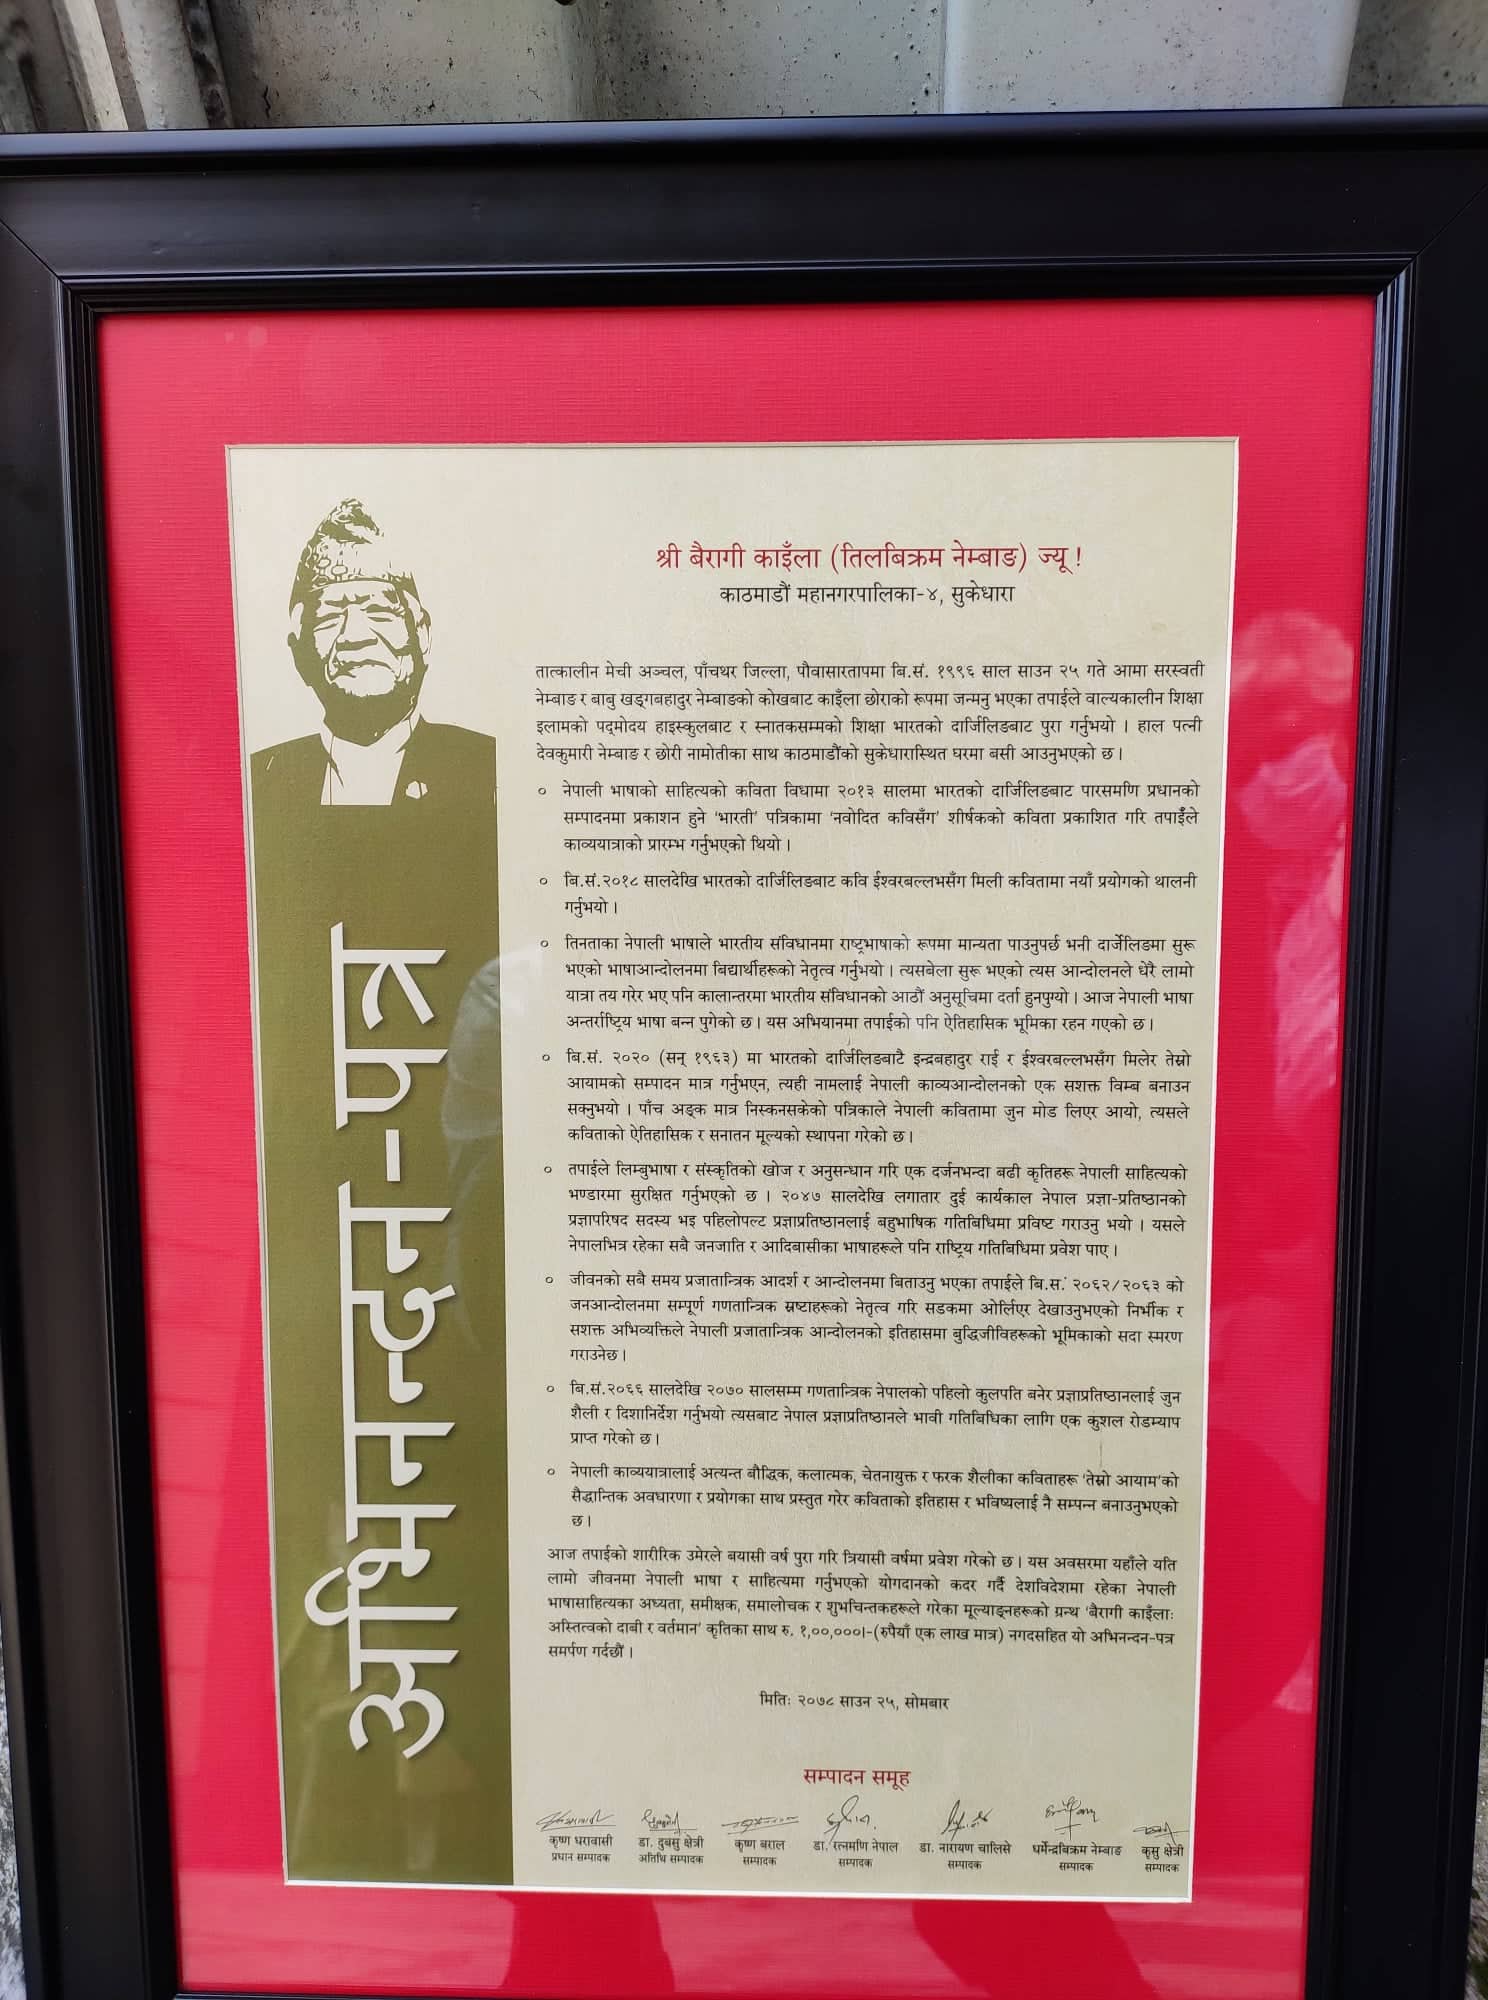 श्री बैरागी काइँला (तिलबिक्रम नेम्बाङ) ज्यू !
काठमाडौं महानगरपालिका-४, सुकेधारा
तात्कालीन मेची अञ्चल, पाँचथर जिल्ला, पौवासारतापमा बि.सं. १९९६ साल साउन २५ गते आमा सरस्वती
नेम्बाङ र बाबु खड्गबहादुर नेम्बाङको कोखबाट काइँला छोराको रूपमा जन्मनु भएका तपाईले वाल्यकालीन शिक्षा
इलामको पद्मोदय हाइस्कुलबाट र स्नातकसम्मको शिक्षा भारतको दार्जिलिङबाट पुरा गर्नुभयो । हाल पत्नी
देवकुमारी नेम्बाङ र छोरी नामोतीका साथ काठमाडौंको सुकेधारास्थित घरमा बसी आउनुभएको छ ।
० नेपाली भाषाको साहित्यको कविता विधामा २०१३ सालमा भारतको दार्जिलिङबाट पारसमणि प्रधानको
सम्पादनमा प्रकाशन हुने ‘भारती’ पत्रिकामा ‘नवोदित कविसँग’ शीर्षकको कविता प्रकाशित गरि तपाईँले
काव्ययात्राको प्रारम्भ गर्नुभएको थियो ।
० बि.सं.२०१८ सालदेखि भारतको दार्जिलिङबाट कवि ईश्वरबल्लभसँग मिली कवितामा नयाँ प्रयोगको थालनी
गर्नुभयो ।
० तिनताका नेपाली भाषाले भारतीय संविधानमा राष्ट्रभाषाको रूपमा मान्यता पाउनुपर्छ भनी दार्जेलिङमा सुरू
भएको भाषाआन्दोलनमा बिद्यार्थीहरूको नेतृत्व गर्नुभयो । त्यसबेला सुरू भएको त्यस आन्दोलनले धेरै लामो
यात्रा तय गरेर भए पनि कालान्तरमा भारतीय संविधानको आठौं अनुसूचिमा दर्ता हुनपुग्यो । आज नेपाली भाषा
अन्तर्राष्ट्रिय भाषा बन्न पुगेको छ । यस अभियानमा तपाईको पनि ऐतिहासिक भूमिका रहन गएको छ ।
० बि.सं. २०२० (सन् १९६३) मा भारतको दार्जिलिङबाटै इन्द्रबहादुर राई र ईश्वरबल्लभसँग मिलेर तेस्रो
आयामको सम्पादन मात्र गर्नुभएन, त्यही नामलाई नेपाली काव्यआन्दोलनको एक सशक्त विम्ब बनाउन
सक्नुभयो । पाँच अङ्क मात्र निस्कनसकेको पत्रिकाले नेपाली कवितामा जुन मोड लिएर आयो, त्यसले
कविताको ऐतिहासिक र सनातन मूल्यको स्थापना गरेको छ ।
० तपाईले लिम्बुभाषा र संस्कृतिको खोज र अनुसन्धान गरि एक दर्जनभन्दा बढी कृतिहरू नेपाली साहित्यको
भण्डारमा सुरक्षित गर्नुभएको छ । २०४७ सालदेखि लगातार दुई कार्यकाल नेपाल प्रज्ञा-प्रतिष्ठानको
प्रज्ञापरिषद सदस्य भइ पहिलोपल्ट प्रज्ञाप्रतिष्ठानलाई बहुभाषिक गतिबिधिमा प्रविष्ट गराउनु भयो । यसले
नेपालभित्र रहेका सबै जनजाति र आदिबासीका भाषाहरूले पनि राष्ट्रिय गतिबिधिमा प्रवेश पाए ।
० जीवनको सबै समय प्रजातान्त्रिक आदर्श र आन्दोलनमा बिताउनु भएका तपाईले बि.सं. २०६२/२०६३ को
जनआन्दोलनमा सम्पूर्ण गणतान्त्रिक स्रष्टाहरूको नेतृत्व गरि सडकमा ओर्लिएर देखाउनुभएको निर्भीक र
सशक्त अभिव्यक्तिले नेपाली प्रजातान्त्रिक आन्दोलनको इतिहासमा बुद्धिजीविहरूको भूमिकाको सदा स्मरण
गराउनेछ ।
० बि.सं.२०६६ सालदेखि २०७० सालसम्म गणतान्त्रिक नेपालको पहिलो कुलपति बनेर प्रज्ञाप्रतिष्ठानलाई जुन
शैली र दिशानिर्देश गर्नुभयो त्यसबाट नेपाल प्रज्ञाप्रतिष्ठानले भावी गतिबिधिका लागि एक कुशल रोडम्याप
प्राप्त गरेको छ ।
० नेपाली काव्ययात्रालाई अत्यन्त बौद्धिक, कलात्मक, चेतनायुक्त र फरक शैलीका कविताहरू ‘तेस्रो आयाम’को
सैद्धान्तिक अवधारणा र प्रयोगका साथ प्रस्तुत गरेर कविताको इतिहास र भविष्यलाई नै सम्पन्न बनाउनुभएको
छ ।
आज तपाईको शारीरिक उमेरले बयासी वर्ष पुरा गरि त्रियासी वर्षमा प्रवेश गरेको छ । यस अवसरमा यहाँले यति
लामो जीवनमा नेपाली भाषा र साहित्यमा गर्नुभएको योगदानको कदर गर्दै देशविदेशमा रहेका नेपाली
भाषासाहित्यका अध्यता, समीक्षक, समालोचक र शुभचिन्तकहरूले गरेका मूल्याङ्नहरूको ग्रन्थ ‘बैरागी काइँलाः
अस्तित्वको दाबी र वर्तमान’ कृतिका साथ रु. १,००,०००।-(रुपैयाँ एक लाख मात्र) नगदसहित यो अभिनन्दन-पत्र
समर्पण गर्दछौं ।
मितिः २०७८ साउन २५, सोमबार
अभिनन्दन-पत्र
सम्पादन समूह
कृष्ण धरावासी डा. दुबसु क्षेत्री कृष्ण बराल डा. रत्नमणि नेपाल डा. नारायण चालिसे धर्मेन्द्रबिक्रम नेम्बाङ कृसु क्षेत्री
प्रधान सम्पादक अतिथि सम्पादक सम्पादक सम्पादक सम्पादक सम्पादक सम्पादक